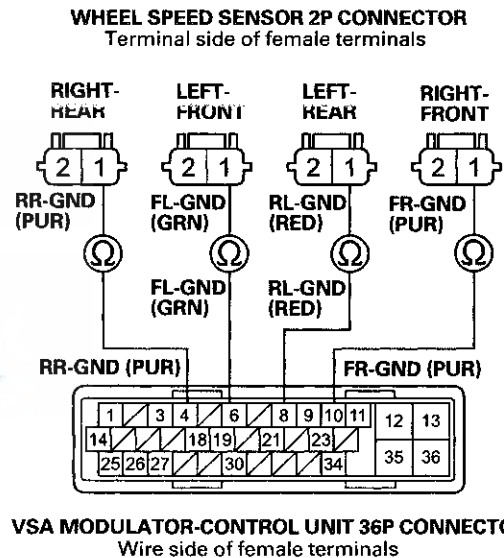 WHEEL SPEED SENSOR 2P CONNECTOR
Terminal side of female terminals
RIGHT-
REAR
LEFT-
FRONT
LEFT-
REAR
RIGHT-
FRONT
2 1
2 1
2 1
2 1
RR-GND
(PUR)
FL-GND
(GRN)
RL-GND
(RED)
FR-GND
(PUR)
Ω Ω Ω Ω
FL-GND
(GRN)
RL-GND
(RED)
RR-GND (PUR)
FR-GND (PUR)
1 3 4 6 8 9 10 11 12 13
14 18 19 21 23
25 26 27 30 34 35 36
VSA MODULATOR-CONTROL UNIT 36P CONNECTO
Wire side of female terminals